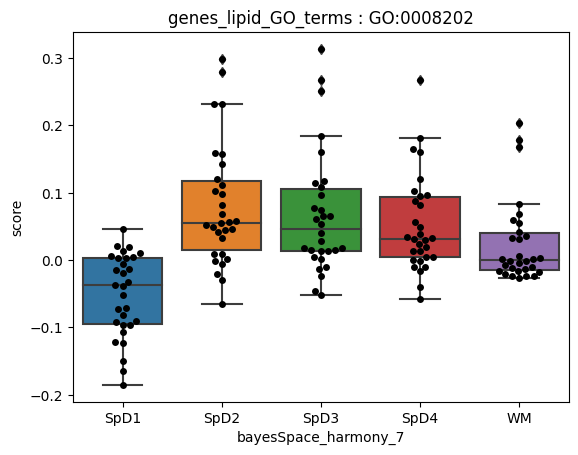 genes_lipid_GO_terms : GO:0008202
0.3
0.2
0.1
0.0
−0.1
−0.2
score
SpD1 SpD2 SpD3 SpD4 WM
bayesSpace_harmony_7